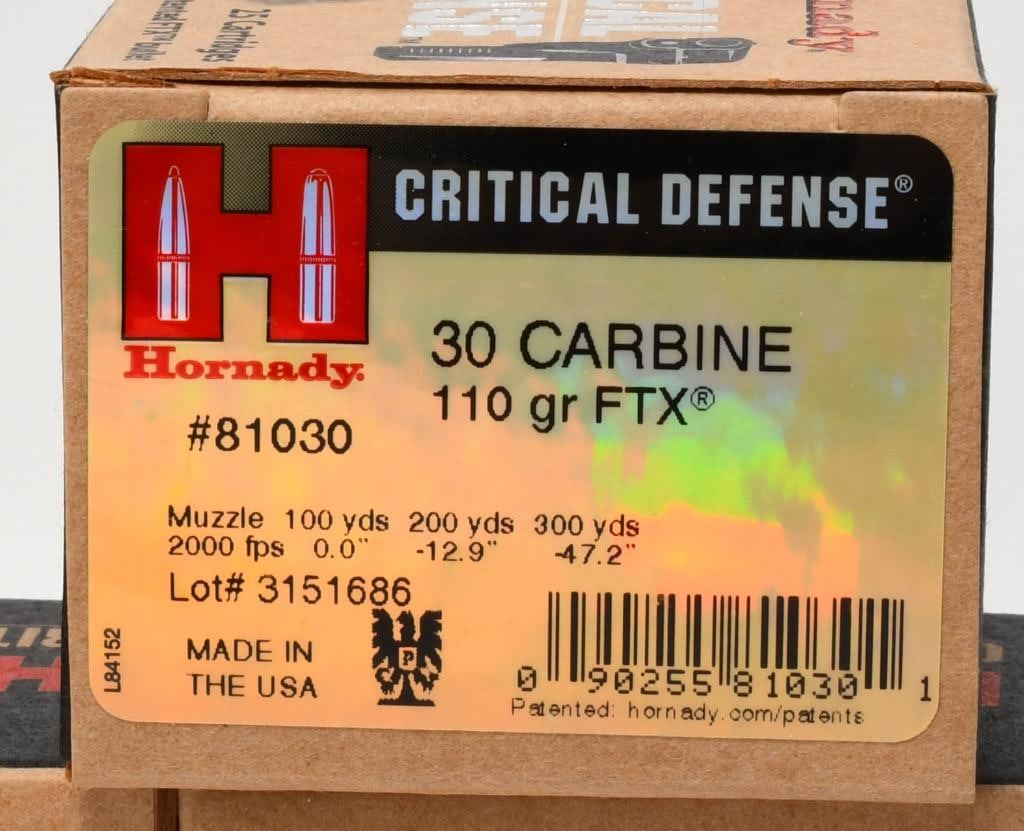 25 Cartridges
CRITICAL DEFENSE®
Hornady.
30 CARBINE
110 gr FTX®
#81030
Muzzle 100 yds 200 yds 300 yds
2000 fps 0.0" -12.9" -47.2"
Lot# 3151686
L84152
MADE IN
THE USA
P
0 90255 81030 1
Patented: hornady.com/patents